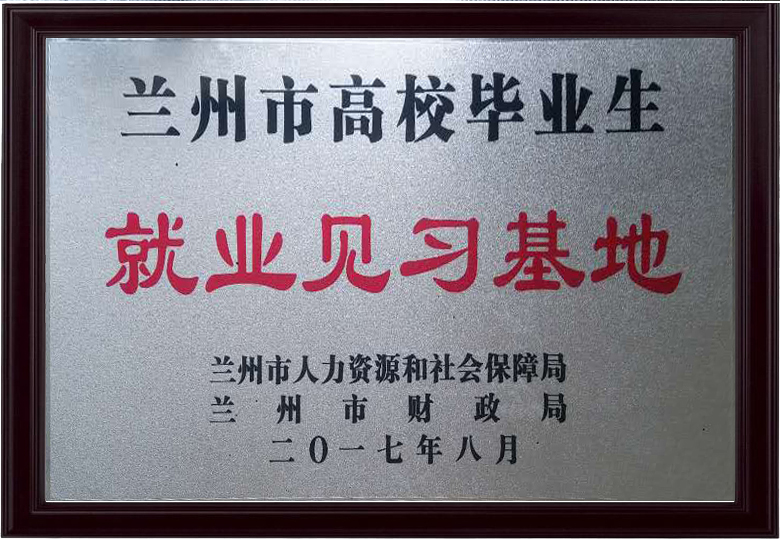 兰州市高校毕业生
就业见习基地
兰州市人力资源和社会保障局
兰州市财政局
二〇一七年八月